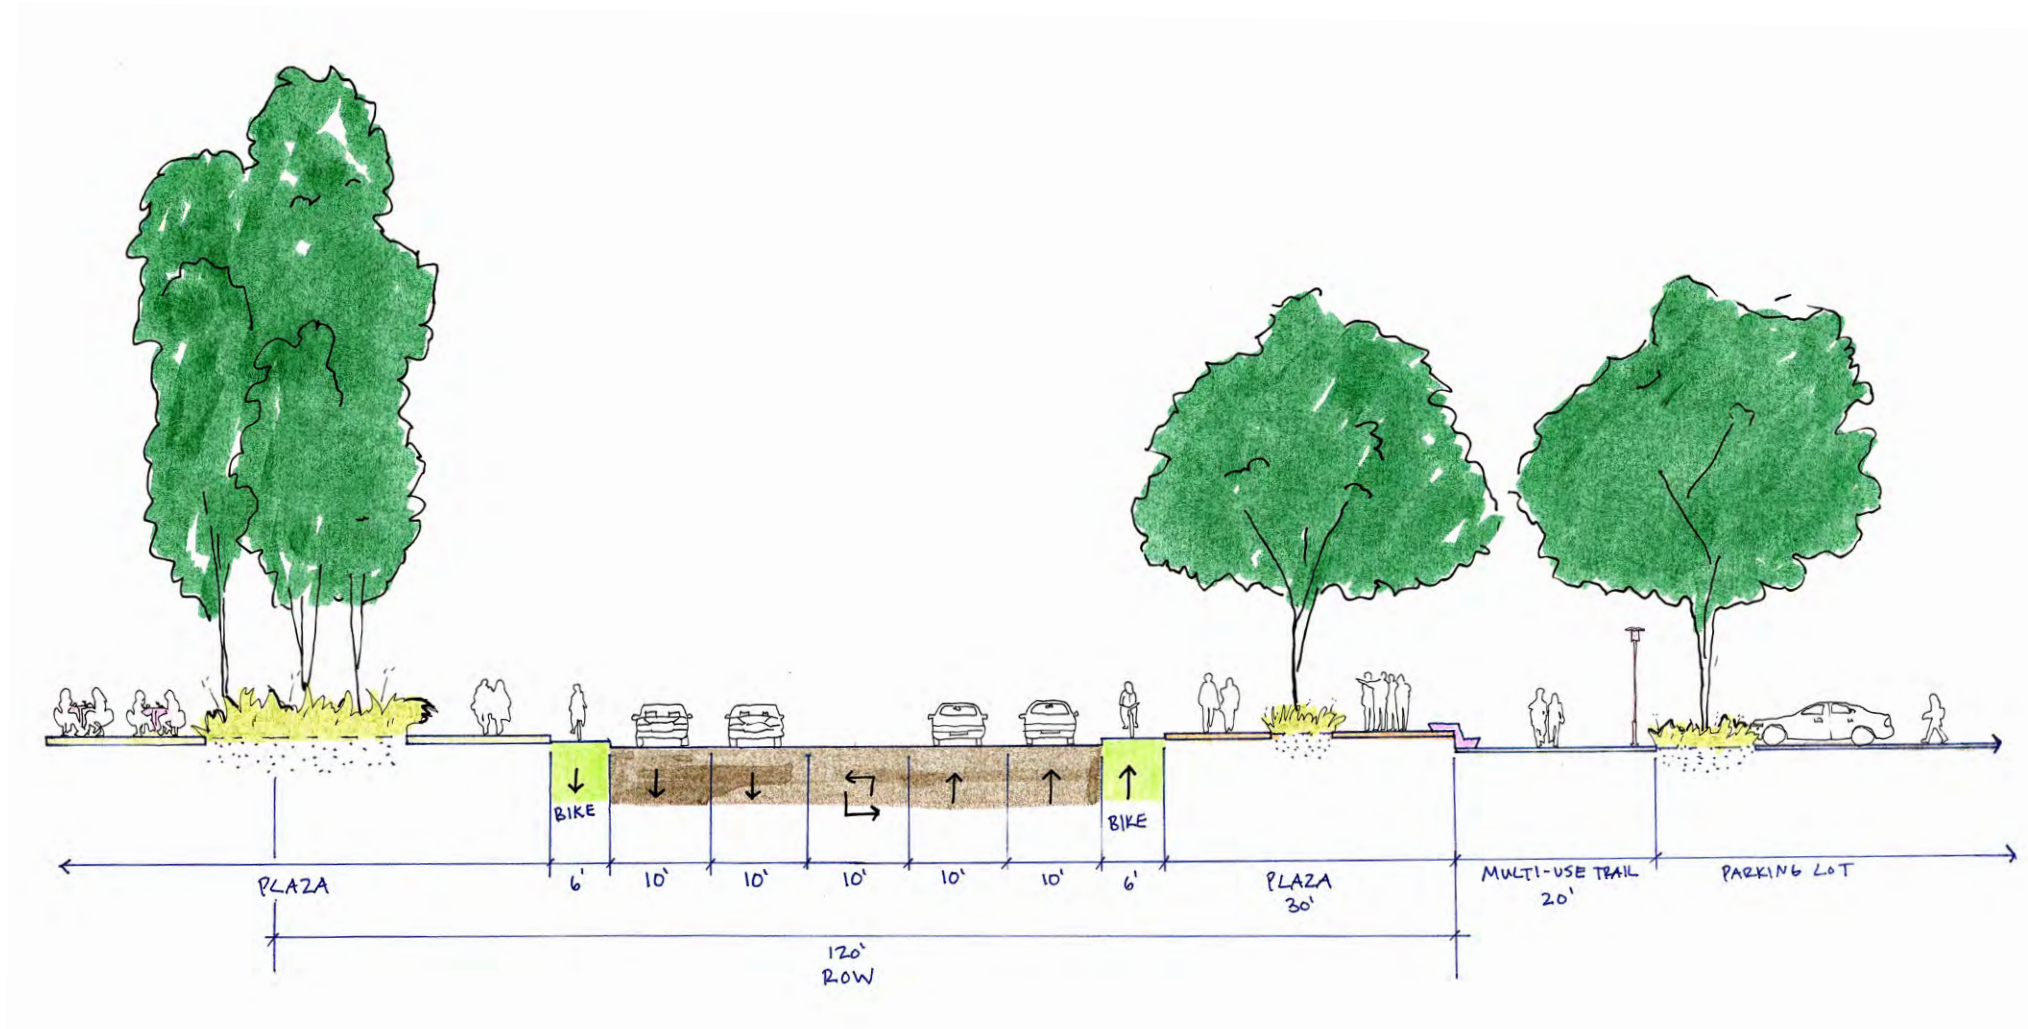 BIKE
BIKE
PLAZA
6'
10'
10'
10'
10'
10'
6'
PLAZA
30'
MULTI-USE TRAIL
20'
PARKING LOT
120'
ROW